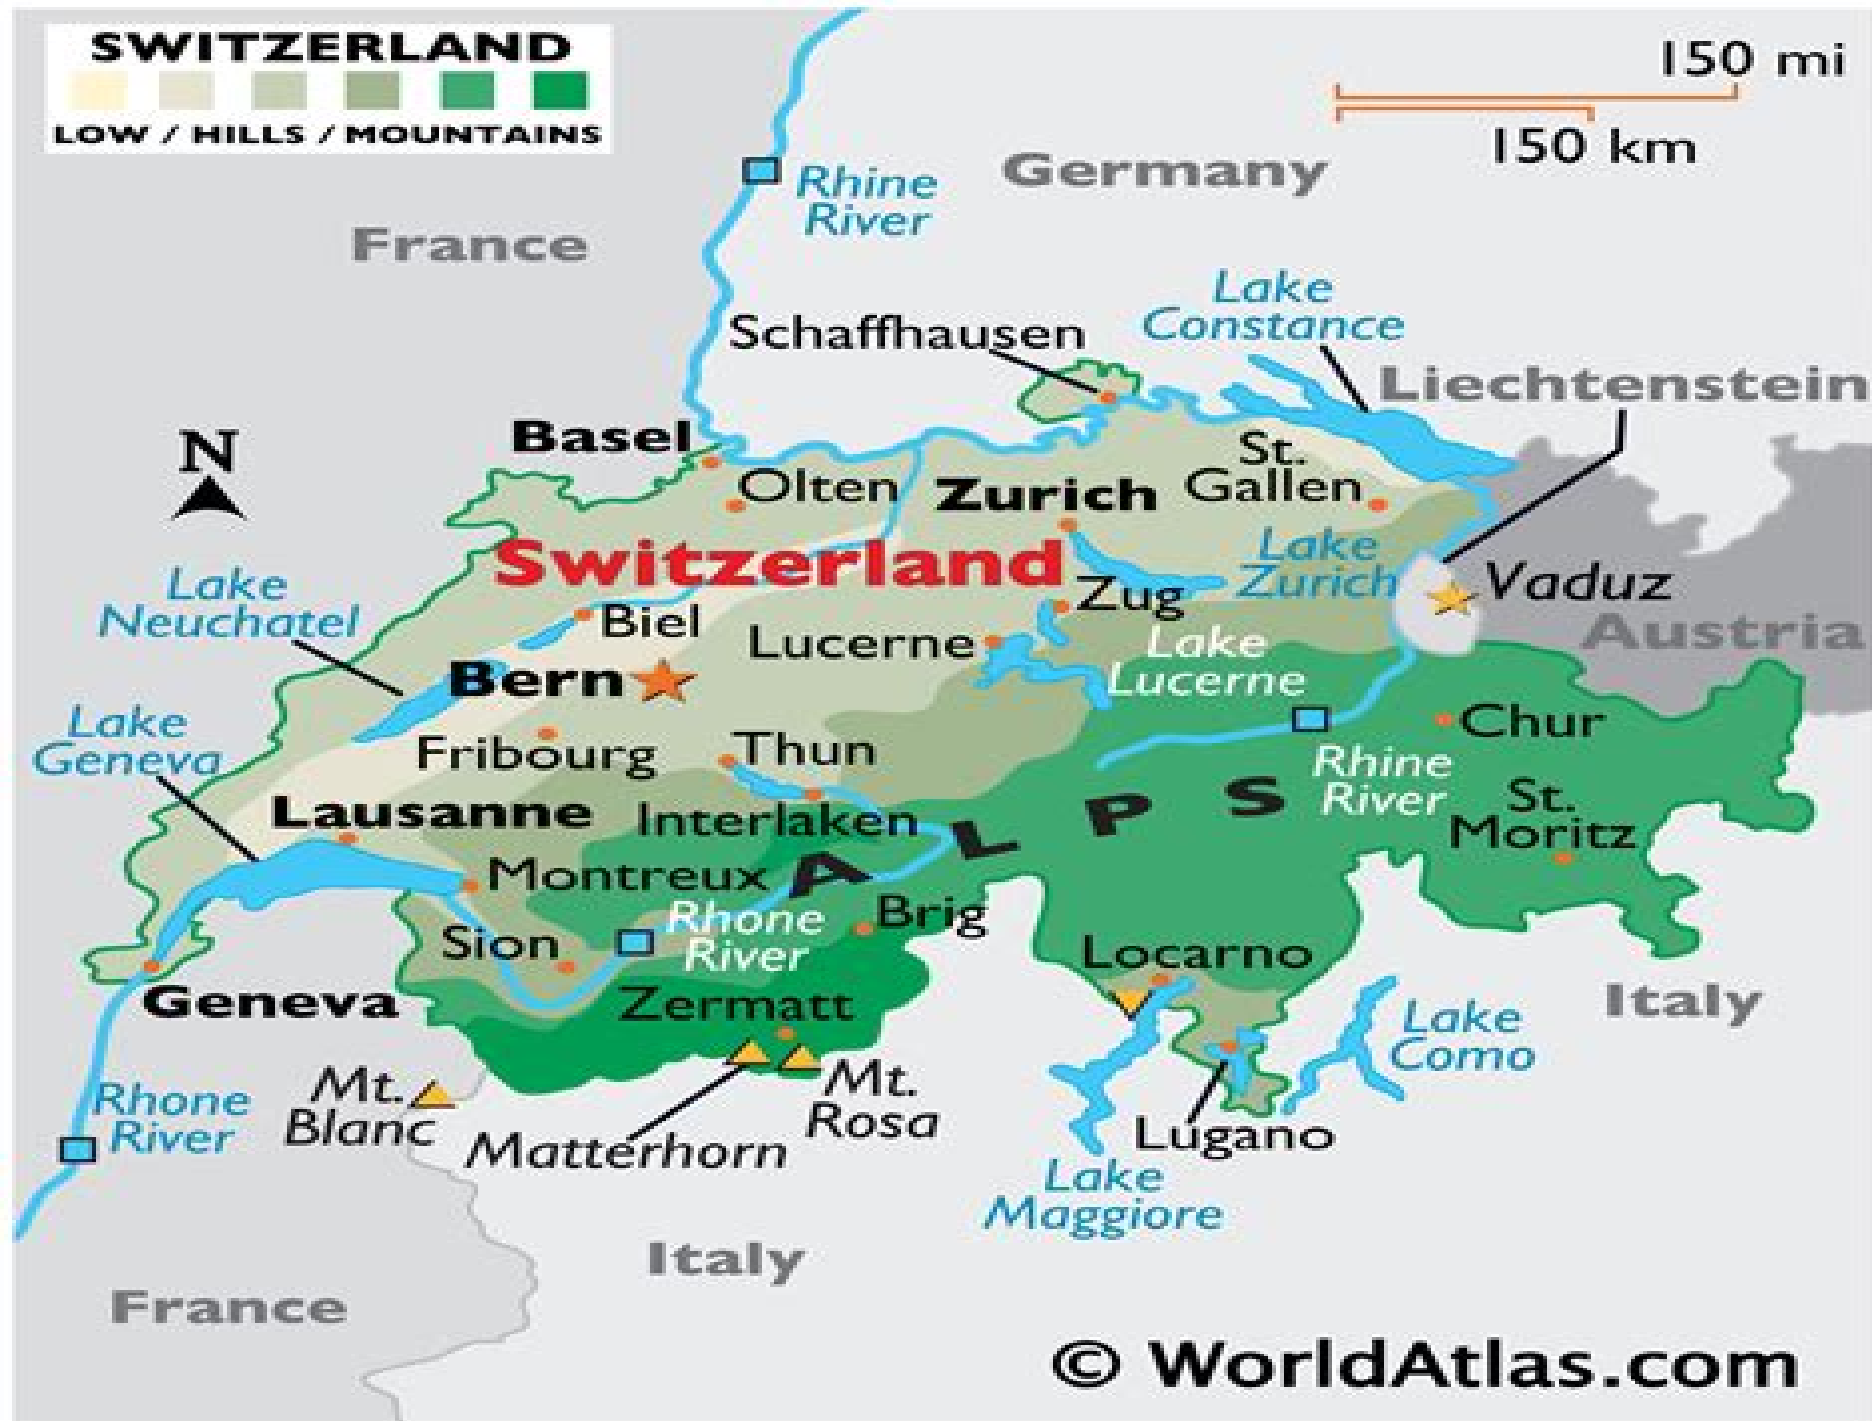 SWITZERLAND
LOW / HILLS / MOUNTAINS
150 mi
150 km
Germany
Rhine
River
France
Lake
Constance
Schaffhausen
Liechtenstein
N
Basel
St.
Gallen
Olten
Zurich
Switzerland
Lake
Zurich
Vaduz
Lake
Neuchatel
Biel
Zug
Austria
Lucerne
Lake
Lucerne
Bern
Lake
Geneva
Fribourg
Thun
Chur
Rhine
River
Lausanne
Interlaken
ALPS
St.
Moritz
Montreux
Rhone
River
Brig
Sion
Locarno
Geneva
Zermatt
Italy
Lake
Como
Rhone
River
Mt.
Blanc
Mt.
Rosa
Matterhorn
Lugano
Lake
Maggiore
Italy
France
© WorldAtlas.com